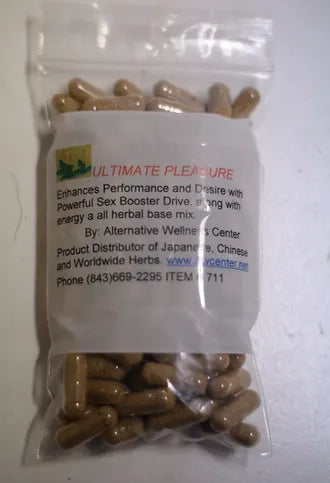 ULTIMATE PLEASURE
Enhances Performance and Desire with
Powerful Sex Booster Drive, along with
energy a all herbal base mix.
By: Alternative Wellness Center
Product Distributor of Japanese, Chinese
and Worldwide Herbs.
Phone (843)669-2295 ITEM # 711